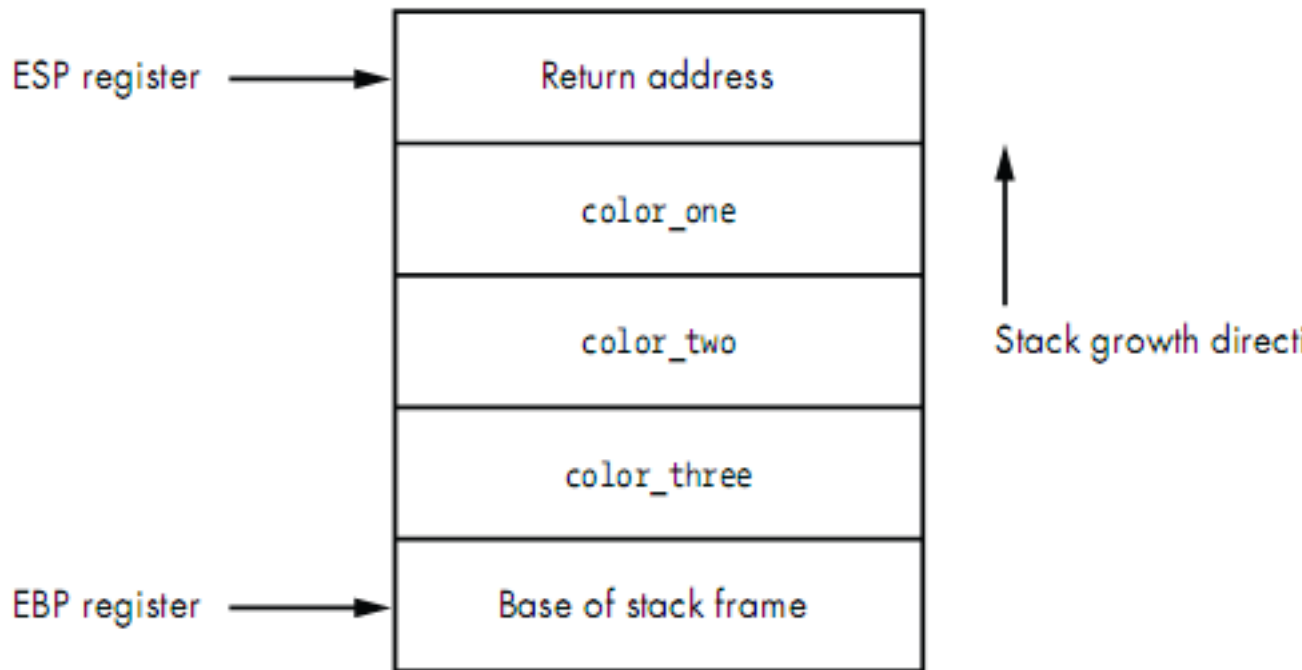 ESP register
Return address
color_one
color_two
Stack growth directi
color_three
EBP register
Base of stack frame